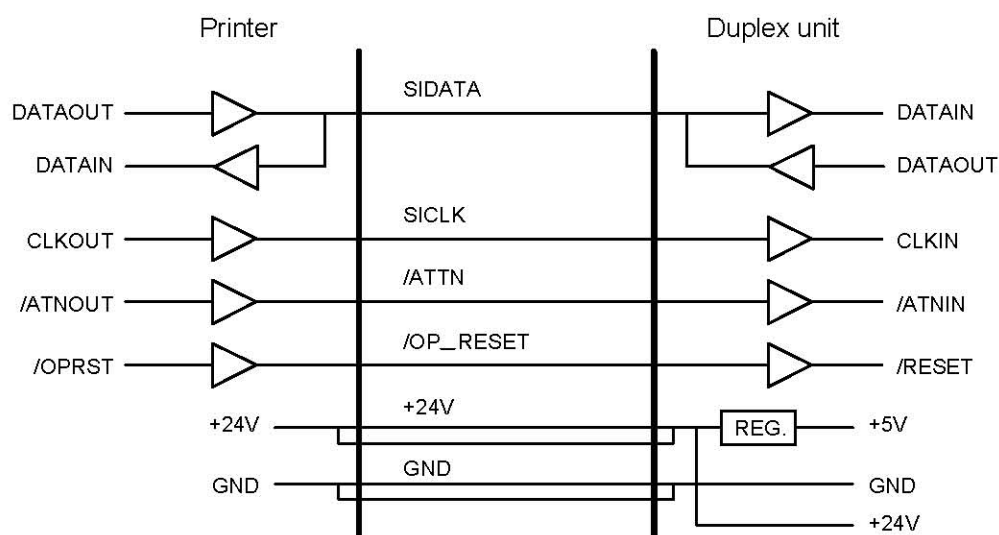 Printer Duplex unit
DATAOUT SIDATA DATAIN
DATAIN DATAOUT
CLKOUT SICLK CLKIN
/ATNOUT /ATTN /ATNIN
/OPRST /OP_RESET /RESET
+24V +24V REG. +5V
GND GND GND
+24V